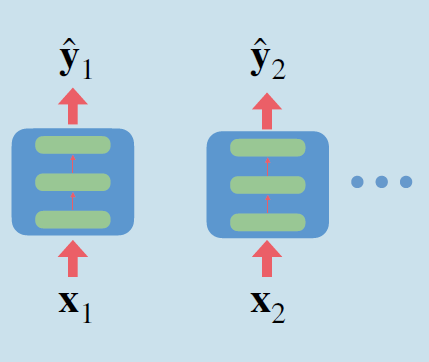 ŷ₁ ŷ₂
x₁ x₂